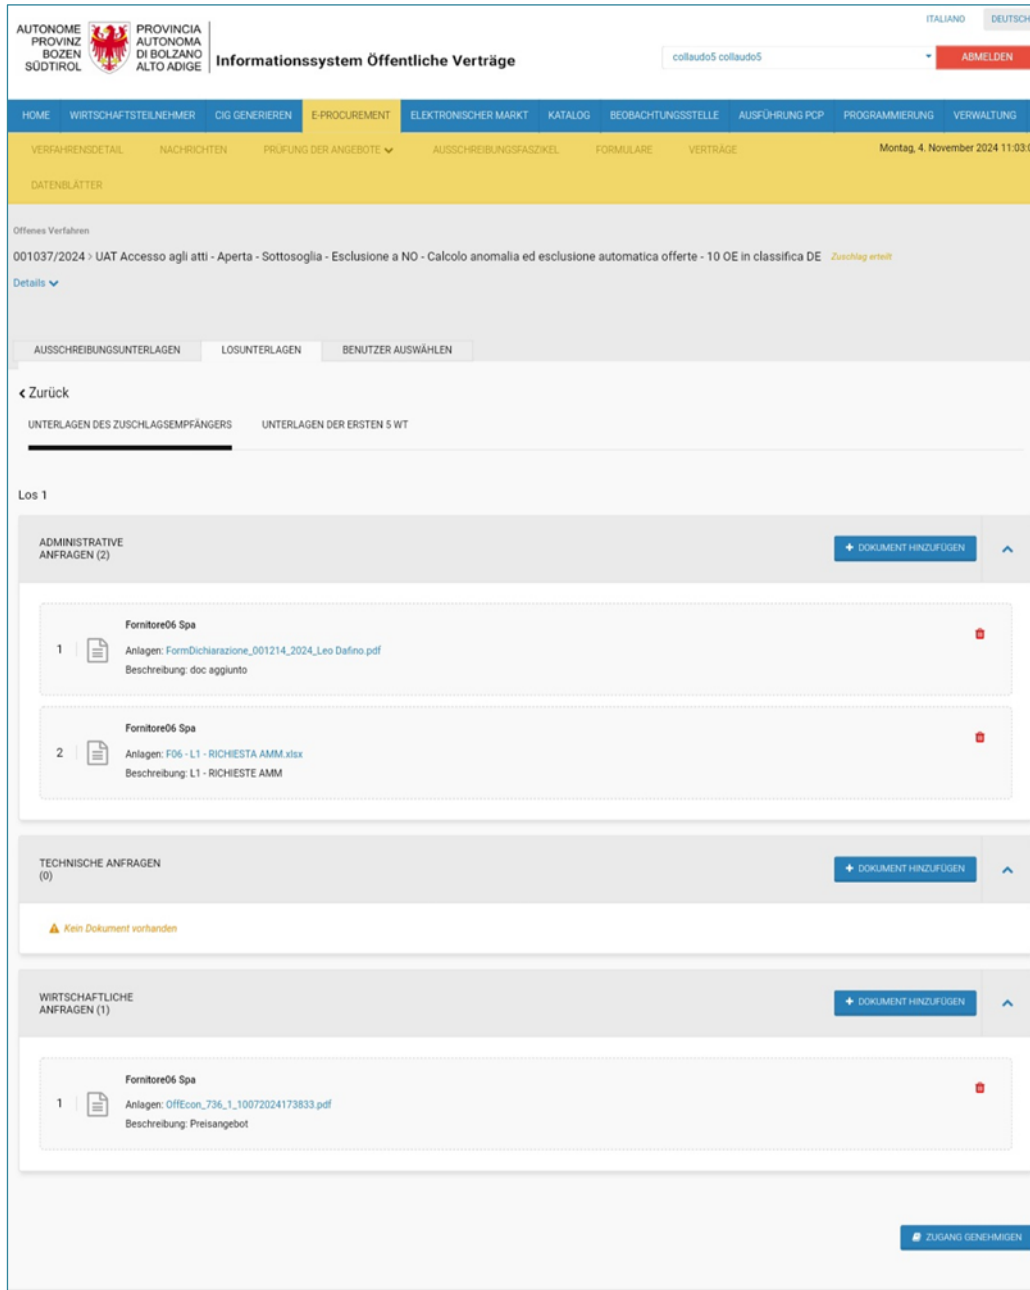 ITALIANO DEUTSCH
AUTONOME PROVINCIA
PROVINZ AUTONOMA
BOZEN DI BOLZANO
SÜDTIROL ALTO ADIGE
Informationssystem Öffentliche Verträge
collaudo5 collaudo5 ABMELDEN
HOME WIRTSCHAFTSTEILNEHMER CIG GENERIEREN E-PROCUREMENT ELEKTRONISCHER MARKT KATALOG BEOBACHTUNGSSTELLE AUSFÜHRUNG PCP PROGRAMMIERUNG VERWALTUNG
VERFAHRENSDETAIL NACHRICHTEN PRÜFUNG DER ANGEBOTE AUSSCHREIBUNGSFASZIKEL FORMULARE VERTRÄGE Montag, 4. November 2024 11:03:0
DATENBLÄTTER
Offenes Verfahren
001037/2024 > UAT Accesso agli atti - Aperta - Sottosoglia - Esclusione a NO - Calcolo anomalia ed esclusione automatica offerte - 10 OE in classifica DE Zuschlag erteilt
Details
AUSSCHREIBUNGSUNTERLAGEN LOSUNTERLAGEN BENUTZER AUSWÄHLEN
Zurück
UNTERLAGEN DES ZUSCHLAGSEMPFÄNGERS UNTERLAGEN DER ERSTEN 5 WT
Los 1
ADMINISTRATIVE
ANFRAGEN (2)
+ DOKUMENT HINZUFÜGEN
Fornitore06 Spa
1 Anlagen: FormDichiarazione_001214_2024_Leo Dafino.pdf
Beschreibung: doc aggiunto
Fornitore06 Spa
2 Anlagen: F06 - L1 - RICHIESTA AMM.xlsx
Beschreibung: L1 - RICHIESTE AMM
TECHNISCHE ANFRAGEN
(0)
+ DOKUMENT HINZUFÜGEN
Kein Dokument vorhanden
WIRTSCHAFTLICHE
ANFRAGEN (1)
+ DOKUMENT HINZUFÜGEN
Fornitore06 Spa
1 Anlagen: OffEcon_736_1_10072024173833.pdf
Beschreibung: Preisangebot
ZUGANG GENEHMIGEN